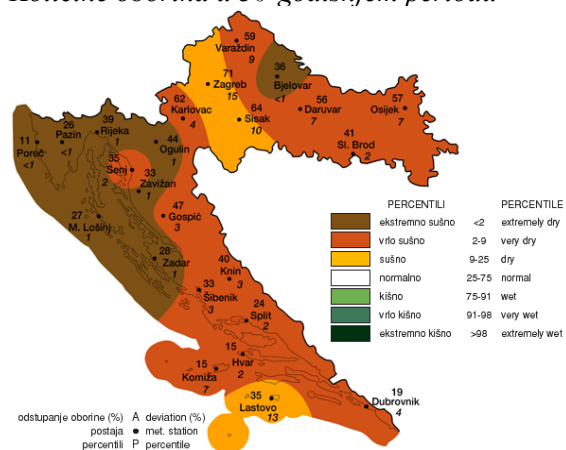 59
Varaždin
9
36
Bjelovar
<1
71
Zagreb
15
62
Karlovac
4
64
Sisak
10
56
Daruvar
7
57
Osijek
7
41
Sl. Brod
2
39
Rijeka
1
26
Pazin
<1
11
Poreč
<1
44
Ogulin
1
35
Senj
2
33
Zavižan
1
27
M. Lošinj
1
47
Gospić
3
28
Zadar
1
40
Knin
3
33
Šibenik
3
24
Split
2
15
Hvar
2
15
Komiža
7
35
Lastovo
13
19
Dubrovnik
4
PERCENTILI PERCENTILE
ekstremno sušno <2 extremely dry
vrlo sušno 2-9 very dry
sušno 9-25 dry
normalno 25-75 normal
kišno 75-91 wet
vrlo kišno 91-98 very wet
ekstremno kišno >98 extremely wet
odstupanje oborine (%) A deviation (%)
postaja met. station
percentili P percentile